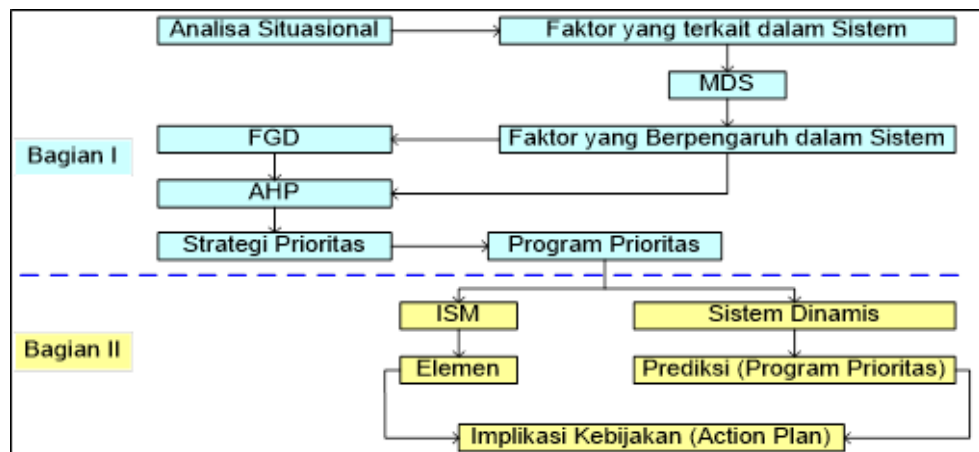 Analisa Situasional
Faktor yang terkait dalam Sistem
MDS
Bagian I
FGD
Faktor yang Berpengaruh dalam Sistem
AHP
Strategi Prioritas
Program Prioritas
ISM
Sistem Dinamis
Bagian II
Elemen
Prediksi (Program Prioritas)
Implikasi Kebijakan (Action Plan)